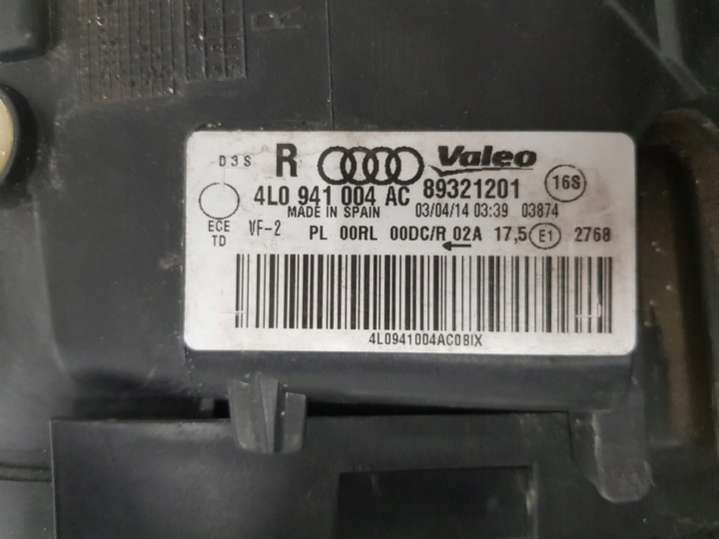 R
D3S R Valeo
4L0 941 004 AC 89321201 16S
MADE IN SPAIN 03/04/14 03:39 03874
ECE TD VF-2 PL 00RL 00DC/R 02A 17,5 E1 2768
4L0941004AC0BIX